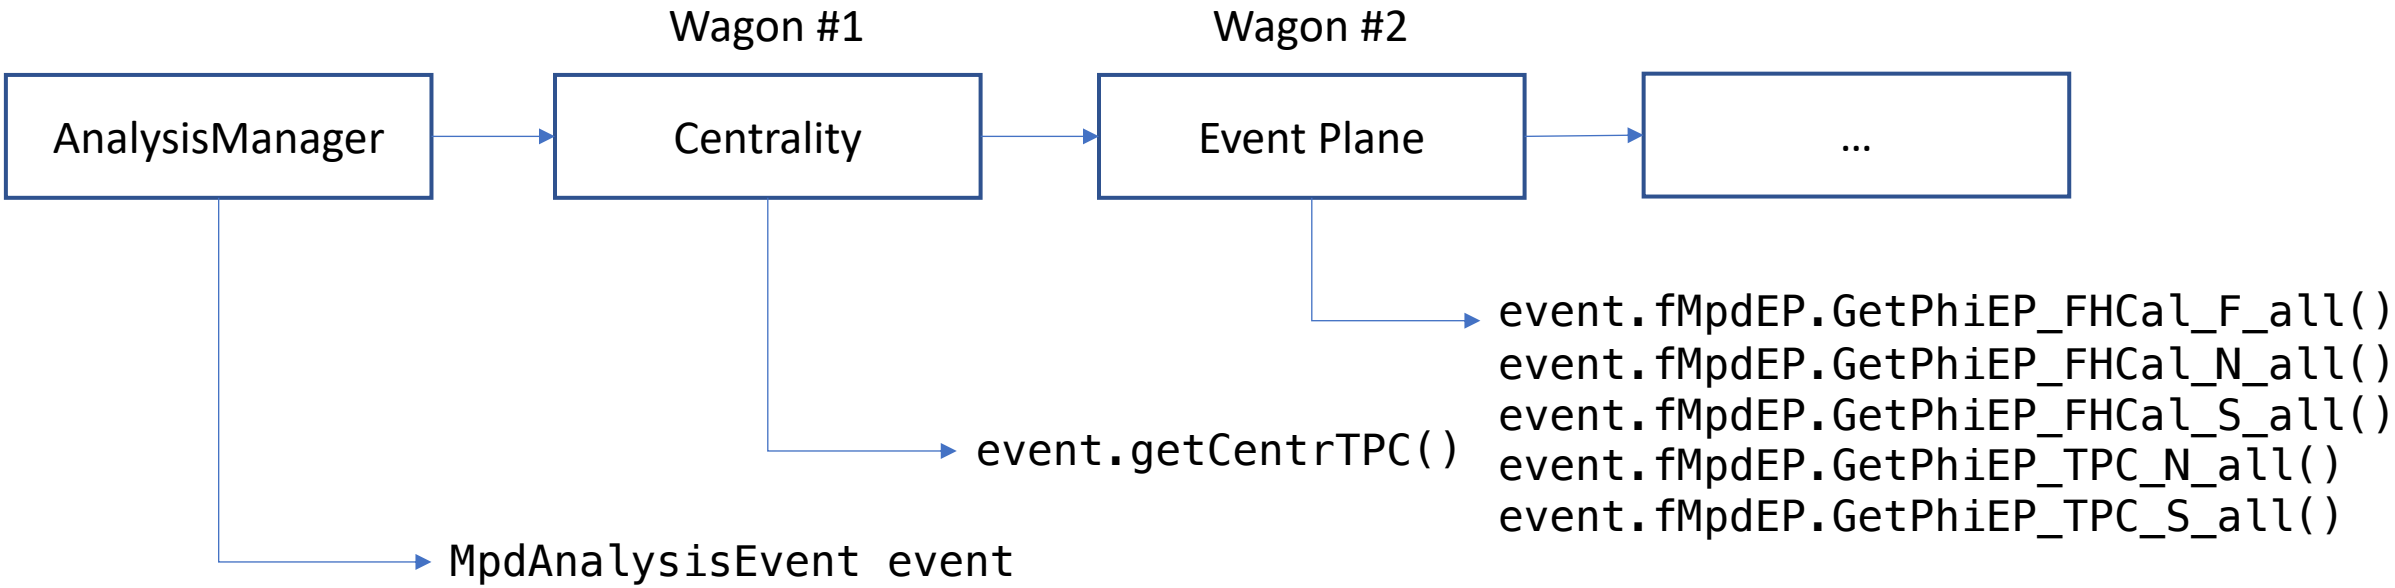 Wagon #1
Wagon #2
AnalysisManager
Centrality
Event Plane
...
event.fMpdEP.GetPhiEP_FHCal_F_all()
event.fMpdEP.GetPhiEP_FHCal_N_all()
event.fMpdEP.GetPhiEP_FHCal_S_all()
event.getCentrTPC()
event.fMpdEP.GetPhiEP_TPC_N_all()
event.fMpdEP.GetPhiEP_TPC_S_all()
MpdAnalysisEvent event